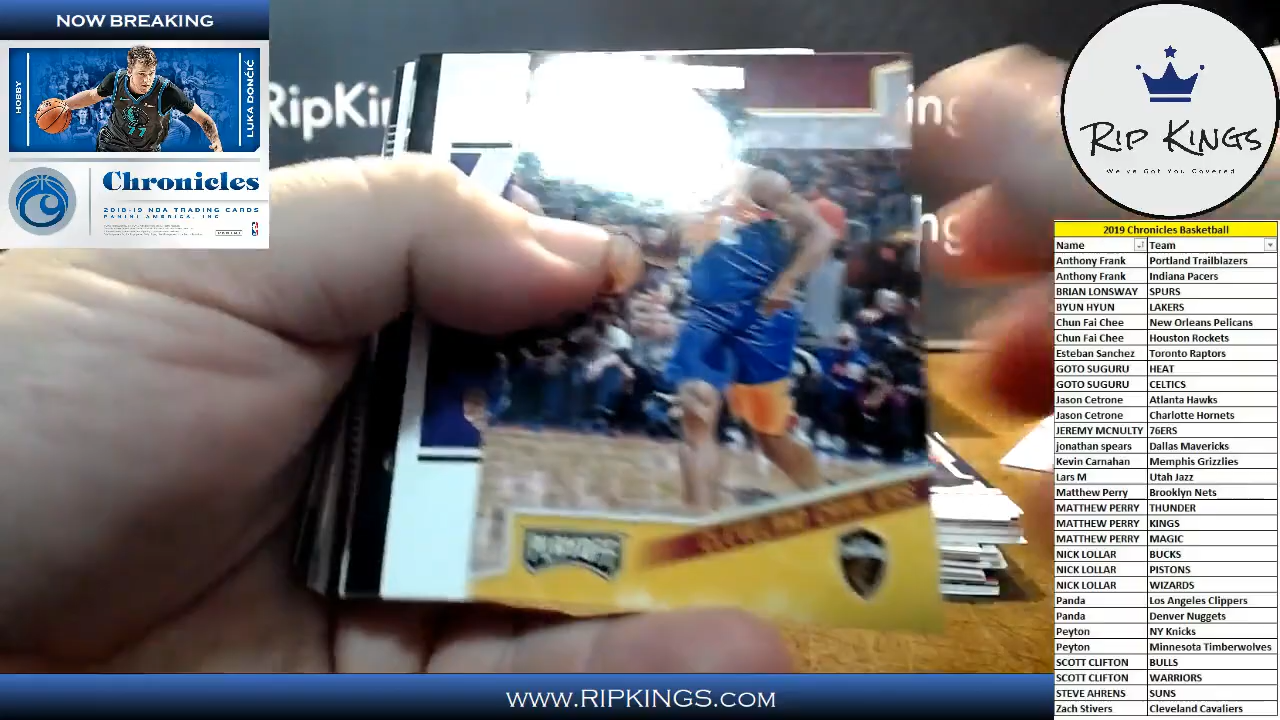 NOW BREAKING
HOBBY
LUKA DONČIĆ
77
Chronicles
2018-19 NBA TRADING CARDS
PANINI AMERICA, INC.
PANINI
RipKin
ing
ing
PLAYOFF
RIP KINGS
We've Got You Covered
2019 Chronicles Basketball
Name Team
Anthony Frank Portland Trailblazers
Anthony Frank Indiana Pacers
BRIAN LONSWAY SPURS
BYUN HYUN LAKERS
Chun Fai Chee New Orleans Pelicans
Chun Fai Chee Houston Rockets
Esteban Sanchez Toronto Raptors
GOTO SUGURU HEAT
GOTO SUGURU CELTICS
Jason Cetrone Atlanta Hawks
Jason Cetrone Charlotte Hornets
JEREMY MCNULTY 76ERS
jonathan spears Dallas Mavericks
Kevin Carnahan Memphis Grizzlies
Lars M Utah Jazz
Matthew Perry Brooklyn Nets
MATTHEW PERRY THUNDER
MATTHEW PERRY KINGS
MATTHEW PERRY MAGIC
NICK LOLLAR BUCKS
NICK LOLLAR PISTONS
NICK LOLLAR WIZARDS
Panda Los Angeles Clippers
Panda Denver Nuggets
Peyton NY Knicks
Peyton Minnesota Timberwolves
SCOTT CLIFTON BULLS
SCOTT CLIFTON WARRIORS
STEVE AHRENS SUNS
Zach Stivers Cleveland Cavaliers
WWW.RIPKINGS.COM